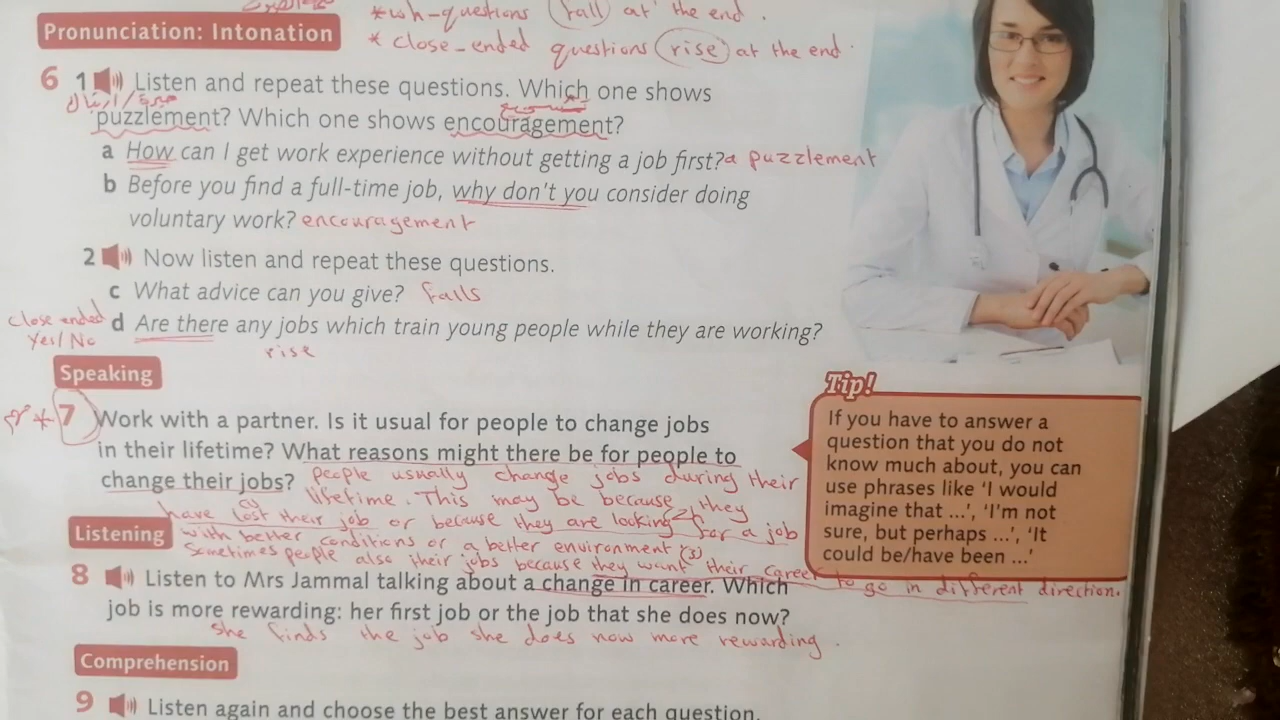 *wh-questions (fall) at the end.
Pronunciation: Intonation
* close-ended questions (rise) at the end.
6 1 Listen and repeat these questions. Which one shows
puzzlement? Which one shows encouragement?
a How can I get work experience without getting a job first? a puzzlement
b Before you find a full-time job, why don't you consider doing
voluntary work? encouragement
2 Now listen and repeat these questions.
c What advice can you give? falls
close ended
d Are there any jobs which train young people while they are working?
Yes/No
rise
Speaking
7 Work with a partner. Is it usual for people to change jobs
in their lifetime? What reasons might there be for people to
change their jobs? people usually change jobs during their
lifetime. This may be because they
have lost their job or because they are looking for a job
with better conditions or a better environment (3)
Sometimes people also their jobs because they want their career to go in different direction.
Tip!
If you have to answer a
question that you do not
know much about, you can
use phrases like 'I would
imagine that ...', 'I'm not
sure, but perhaps ...', 'It
could be/have been ...'
Listening
8 Listen to Mrs Jammal talking about a change in career. Which
job is more rewarding: her first job or the job that she does now?
She finds the job she does now more rewarding.
Comprehension
9 Listen again and choose the best answer for each question.